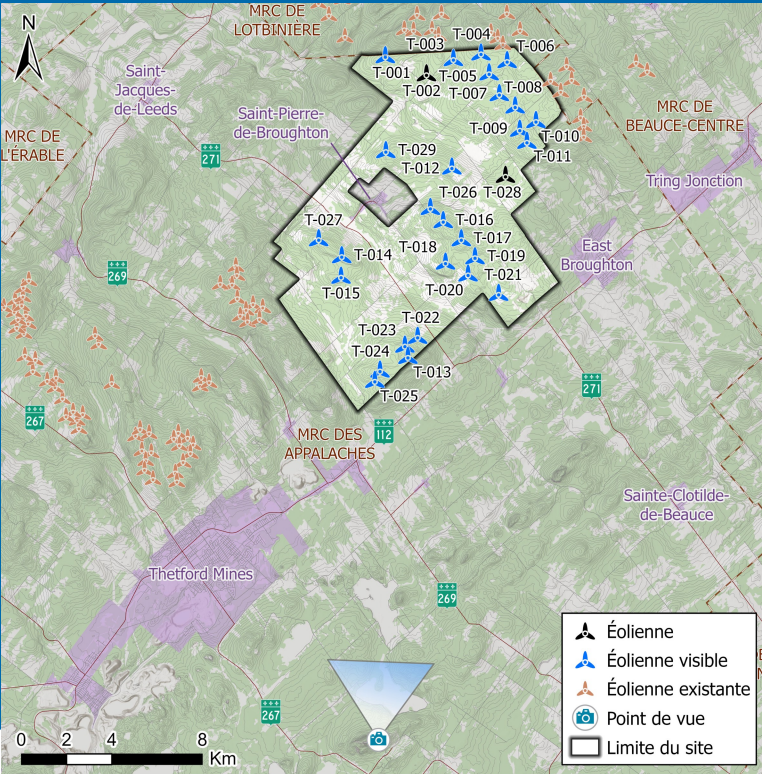 N
MRC DE
LOTBINIÈRE
T-003
T-004
T-006
T-001
T-002
T-005
T-007
T-008
Saint-
Jacques-
de-Leeds
Saint-Pierre-
de-Broughton
MRC DE
BEAUCE-CENTRE
MRC DE
L'ÉRABLE
271
T-009
T-010
T-011
T-029
T-012
T-028
T-026
Tring Jonction
T-027
T-016
T-018
T-017
T-014
T-019
East
Broughton
T-015
T-020
T-021
269
T-023
T-022
T-024
T-013
T-025
271
267
MRC DES
APPALACHES
112
Sainte-Clotilde-
de-Beauce
Thetford Mines
269
267
Éolienne
Éolienne visible
Éolienne existante
Point de vue
Limite du site
0 2 4 8
Km